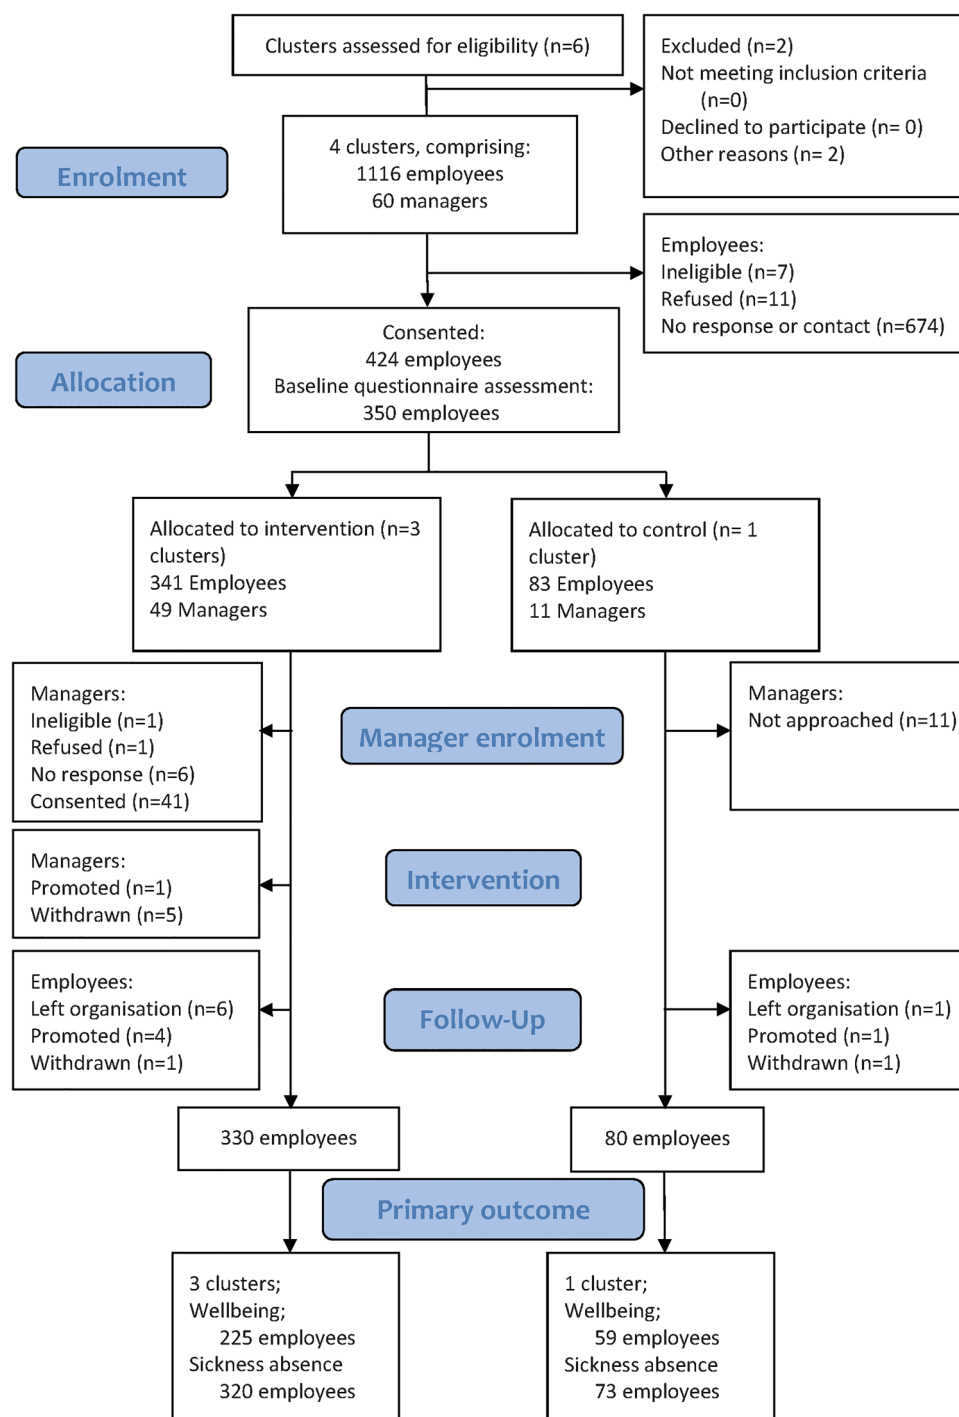 Clusters assessed for eligibility (n=6)
Excluded (n=2)
Not meeting inclusion criteria
(n=0)
Declined to participate (n= 0)
Other reasons (n= 2)
4 clusters, comprising:
1116 employees
60 managers
Enrolment
Employees:
Ineligible (n=7)
Refused (n=11)
No response or contact (n=674)
Consented:
424 employees
Baseline questionnaire assessment:
350 employees
Allocation
Allocated to intervention (n=3
clusters)
341 Employees
49 Managers
Allocated to control (n= 1
cluster)
83 Employees
11 Managers
Managers:
Ineligible (n=1)
Refused (n=1)
No response (n=6)
Consented (n=41)
Manager enrolment
Managers:
Not approached (n=11)
Managers:
Promoted (n=1)
Withdrawn (n=5)
Intervention
Employees:
Left organisation (n=6)
Promoted (n=4)
Withdrawn (n=1)
Follow-Up
Employees:
Left organisation (n=1)
Promoted (n=1)
Withdrawn (n=1)
330 employees
80 employees
Primary outcome
3 clusters;
Wellbeing;
225 employees
Sickness absence
320 employees
1 cluster;
Wellbeing;
59 employees
Sickness absence
73 employees